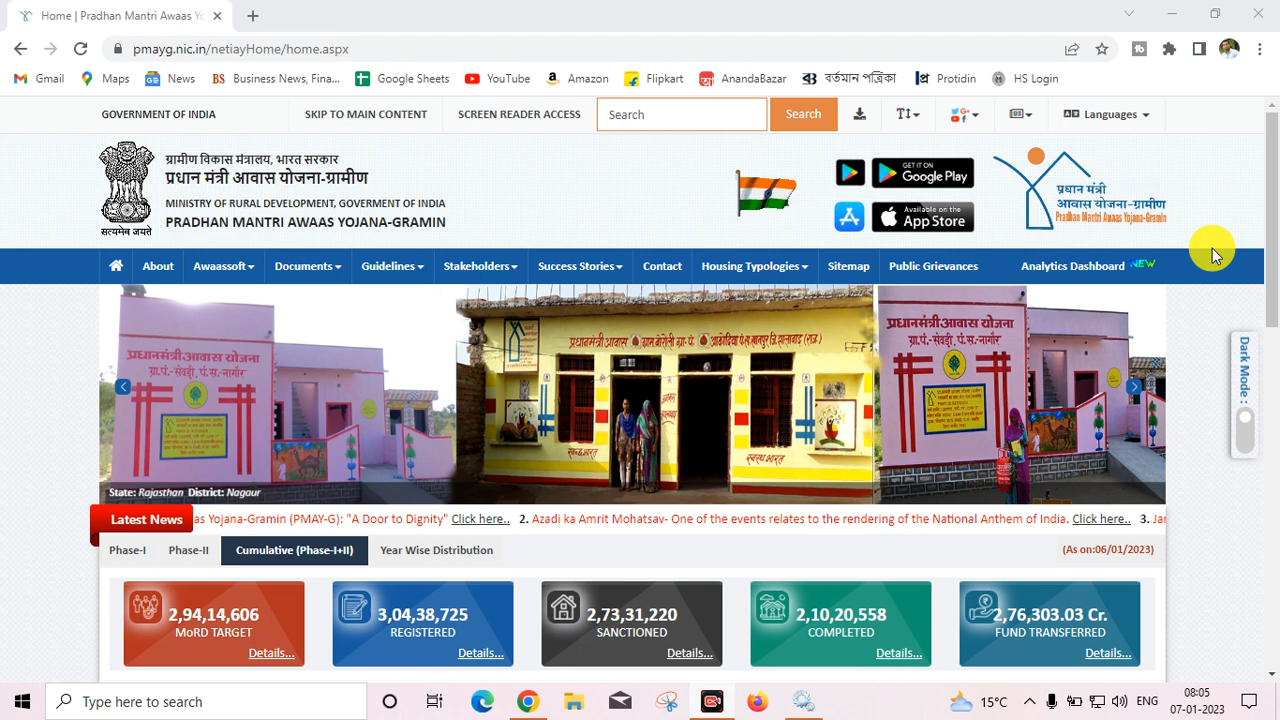 Home | Pradhan Mantri Awaas Yo
pmayg.nic.in/netiayHome/home.aspx
Gmail Maps News BS Business News, Fina... Google Sheets YouTube Amazon Flipkart AnandaBazar বর্তমান পত্রিকা Protidin HS Login
GOVERNMENT OF INDIA SKIP TO MAIN CONTENT SCREEN READER ACCESS Search Search Languages
ग्रामीण विकास मंत्रालय, भारत सरकार
प्रधान मंत्री आवास योजना-ग्रामीण
MINISTRY OF RURAL DEVELOPMENT, GOVERMENT OF INDIA
PRADHAN MANTRI AWAAS YOJANA-GRAMIN
सत्यमेव जयते
GET IT ON
Google Play
Available on the
App Store
प्रधान मंत्री
आवास योजना-ग्रामीण
Pradhan Mantri Awaas Yojna-Gramin
About Awaassoft Documents Guidelines Stakeholders Success Stories Contact Housing Typologies Sitemap Public Grievances Analytics Dashboard NEW
प्रधानमंत्री आवास योजना
प्रधानमंत्री आवास
प्रधानमंत्री आवास योजना
State: Rajasthan District: Nagaur
Dark Mode :
Latest News as Yojana-Gramin (PMAY-G): "A Door to Dignity" Click here.. 2. Azadi ka Amrit Mohatsav- One of the events relates to the rendering of the National Anthem of India. Click here.. 3. Jar
Phase-I Phase-II Cumulative (Phase-I+II) Year Wise Distribution (As on:06/01/2023)
2,94,14,606 3,04,38,725 2,73,31,220 2,10,20,558 2,76,303.03 Cr.
MoRD TARGET REGISTERED SANCTIONED COMPLETED FUND TRANSFERRED
Details... Details... Details... Details... Details...
Type here to search 15°C ENG 08:05
07-01-2023